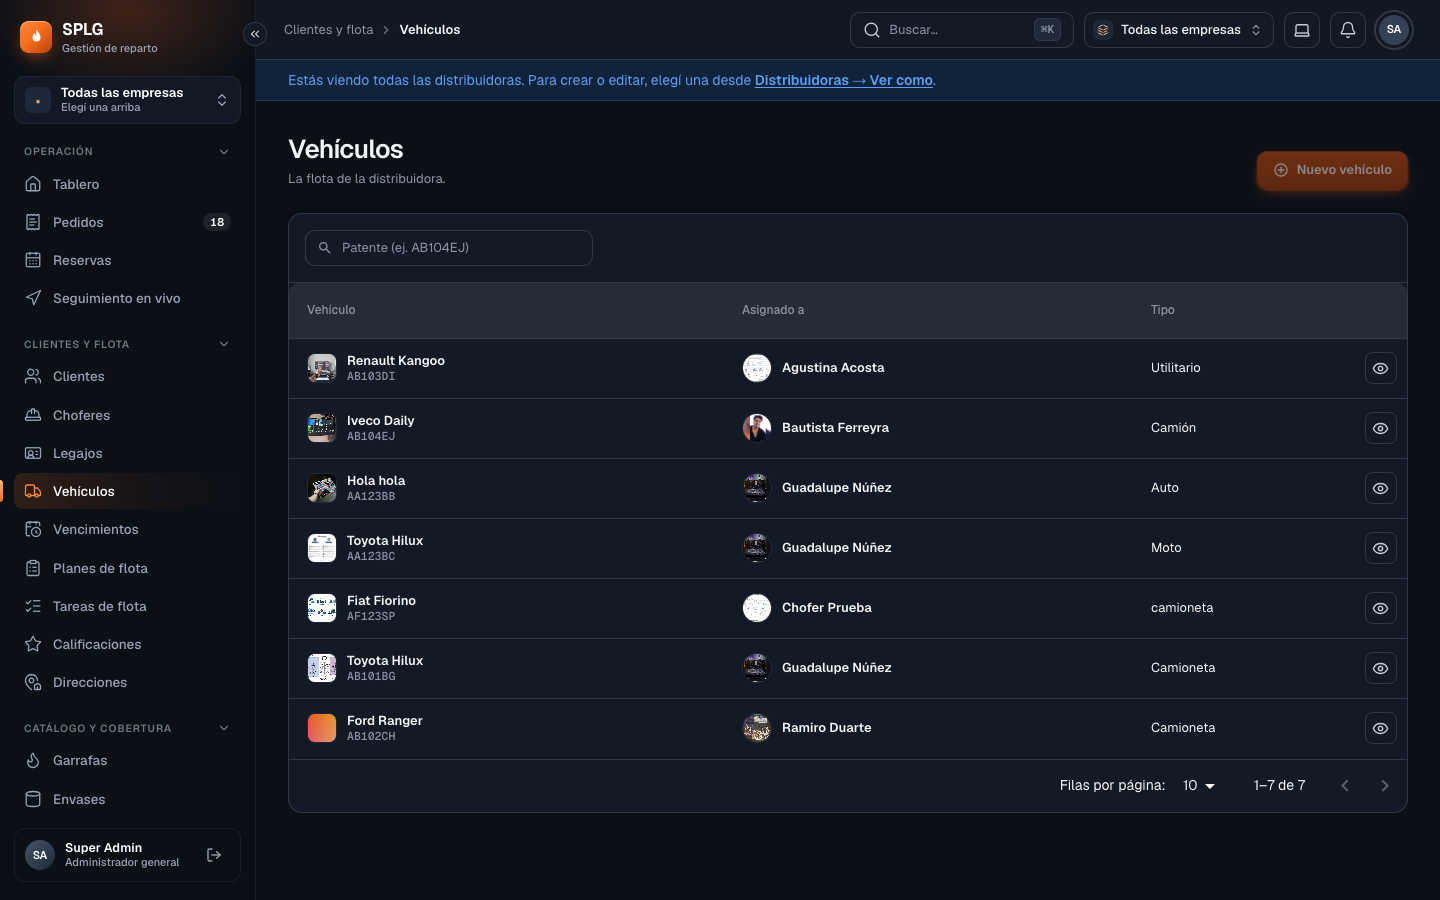 SPLG
Gestión de reparto
Todas las empresas
Elegí una arriba
OPERACIÓN
Tablero
Pedidos 18
Reservas
Seguimiento en vivo
CLIENTES Y FLOTA
Clientes
Choferes
Legajos
Vehículos
Vencimientos
Planes de flota
Tareas de flota
Calificaciones
Direcciones
CATÁLOGO Y COBERTURA
Garrafas
Envases
SA
Super Admin
Administrador general
Clientes y flota > Vehículos
Buscar... ⌘K
Todas las empresas
SA
Estás viendo todas las distribuidoras. Para crear o editar, elegí una desde Distribuidoras → Ver como.
Vehículos
La flota de la distribuidora.
Nuevo vehículo
Patente (ej. AB104EJ)
Vehículo Asignado a Tipo
Renault Kangoo
AB103DI
Agustina Acosta
Utilitario
Iveco Daily
AB104EJ
Bautista Ferreyra
Camión
Hola hola
AA123BB
Guadalupe Núñez
Auto
Toyota Hilux
AA123BC
Guadalupe Núñez
Moto
Fiat Fiorino
AF123SP
Chofer Prueba
camioneta
Toyota Hilux
AB101BG
Guadalupe Núñez
Camioneta
Ford Ranger
AB102CH
Ramiro Duarte
Camioneta
Filas por página: 10 1–7 de 7